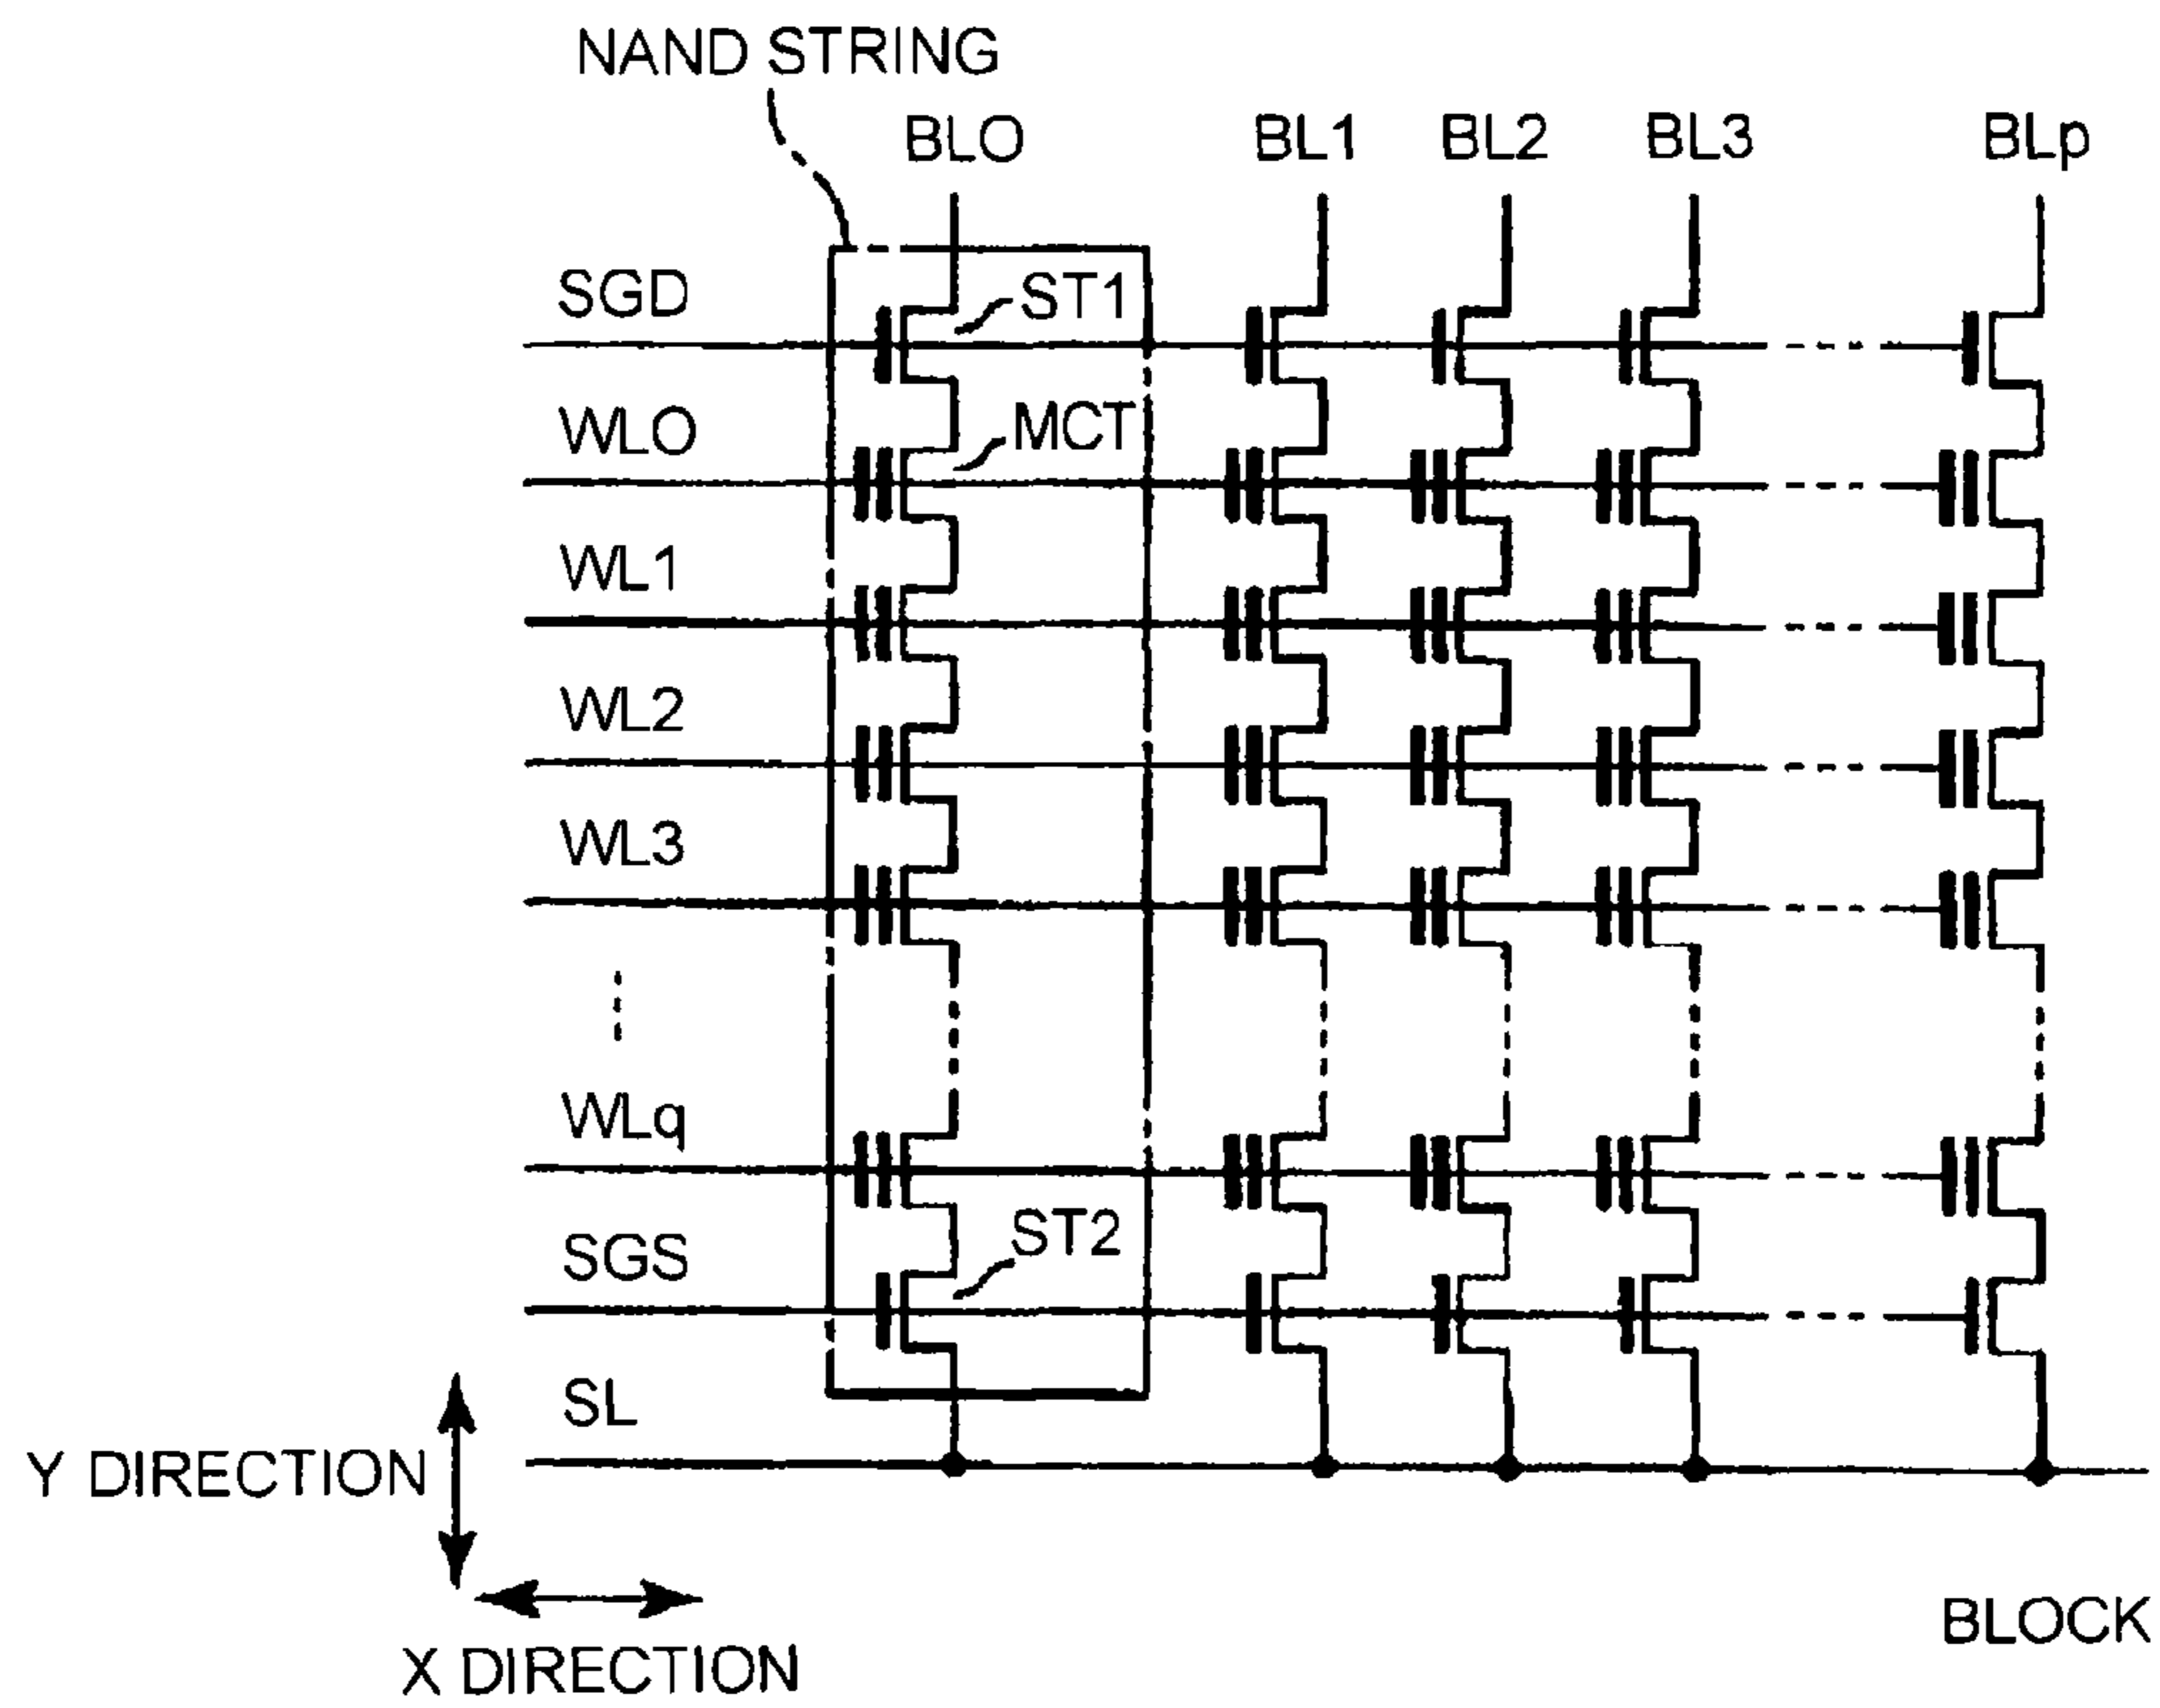 NAND STRING
BL0 BL1 BL2 BL3 BLp
SGD
ST1
WL0
MCT
WL1
WL2
WL3
WLq
ST2
SGS
SL
Y DIRECTION
X DIRECTION
BLOCK